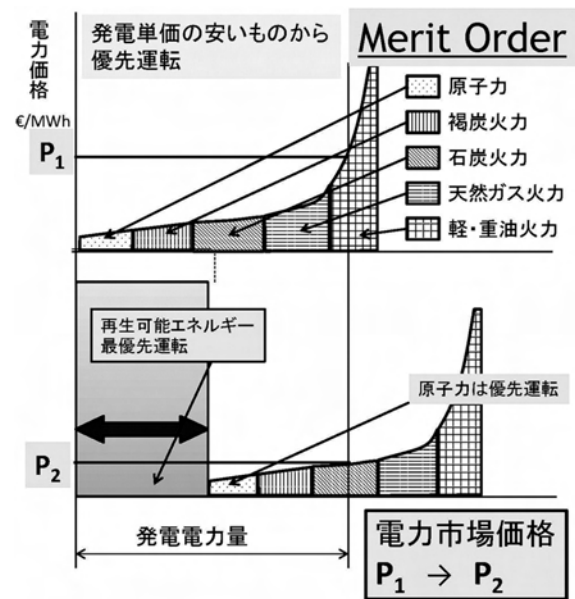 電力価格
€/MWh
発電単価の安いものから
優先運転
Merit Order
原子力
褐炭火力
石炭火力
天然ガス火力
軽・重油火力
P1
再生可能エネルギー
最優先運転
原子力は優先運転
P2
発電電力量
電力市場価格
P1 → P2